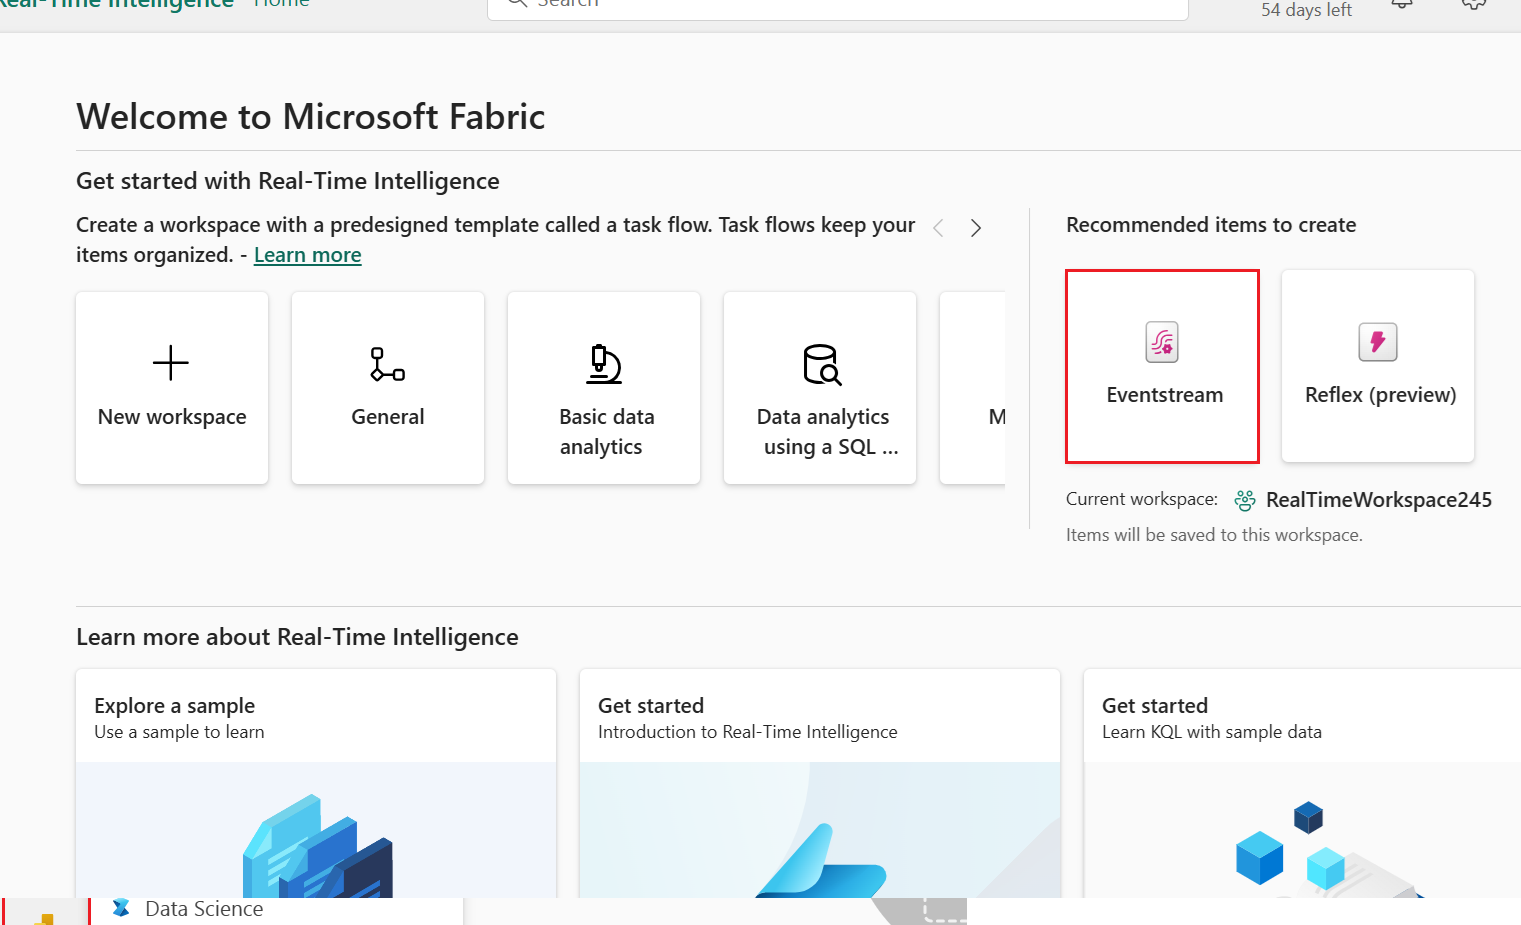 Real-Time Intelligence Home
Search
54 days left
Welcome to Microsoft Fabric
Get started with Real-Time Intelligence
Create a workspace with a predesigned template called a task flow. Task flows keep your
items organized. - Learn more
Recommended items to create
New workspace
General
Basic data
analytics
Data analytics
using a SQL ...
M
Eventstream
Reflex (preview)
Current workspace: RealTimeWorkspace245
Items will be saved to this workspace.
Learn more about Real-Time Intelligence
Explore a sample
Use a sample to learn
Get started
Introduction to Real-Time Intelligence
Get started
Learn KQL with sample data
Data Science